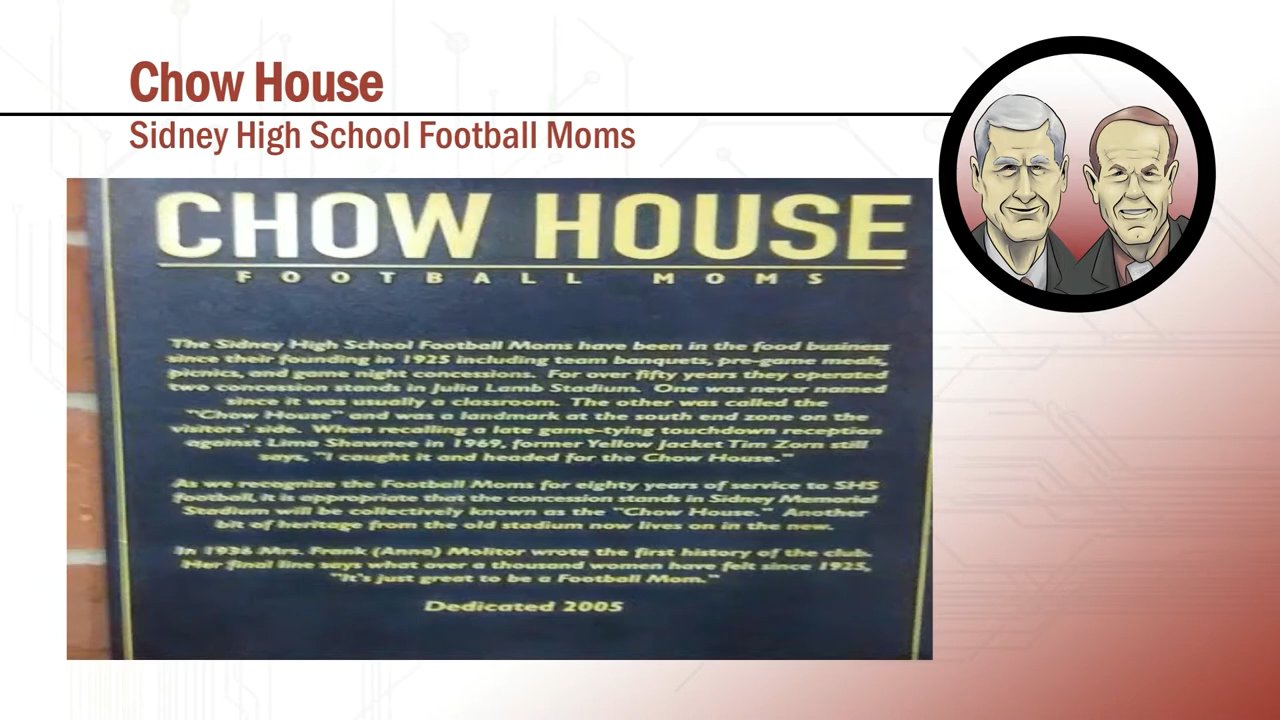 Chow House
Sidney High School Football Moms
CHOW HOUSE
FOOTBALL MOMS
The Sidney High School Football Moms have been in the food business
since their founding in 1925 including team banquets, pre-game meals,
picnics, and game night concessions. For over fifty years they operated
two concession stands in Julia Lamb Stadium. One was never named
since it was usually a classroom. The other was called the
"Chow House" and was a landmark at the south end zone on the
visitors' side. When recalling a late game-tying touchdown reception
against Lima Shawnee in 1969, former Yellow Jacket Tim Zorn still
says, "I caught it and headed for the Chow House."
As we recognize the Football Moms for eighty years of service to SHS
football, it is appropriate that the concession stands in Sidney Memorial
Stadium will be collectively known as the "Chow House." Another
bit of heritage from the old stadium now lives on in the new.
In 1936 Mrs. Frank (Anna) Molitor wrote the first history of the club.
Her final line says what over a thousand women have felt since 1925,
"It's just great to be a Football Mom."
Dedicated 2005